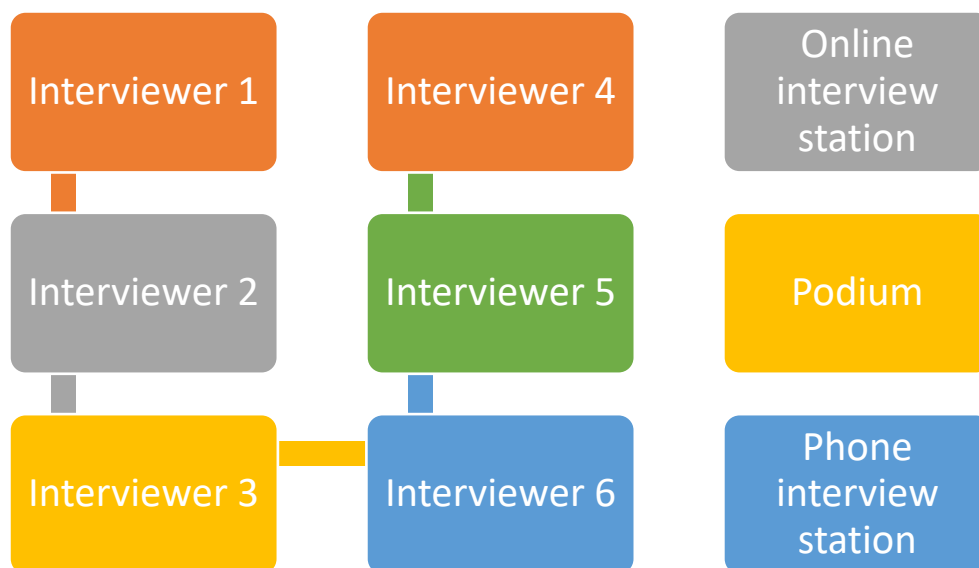 Interviewer 1
Interviewer 4
Online
interview
station
Interviewer 2
Interviewer 5
Podium
Interviewer 3
Interviewer 6
Phone
interview
station